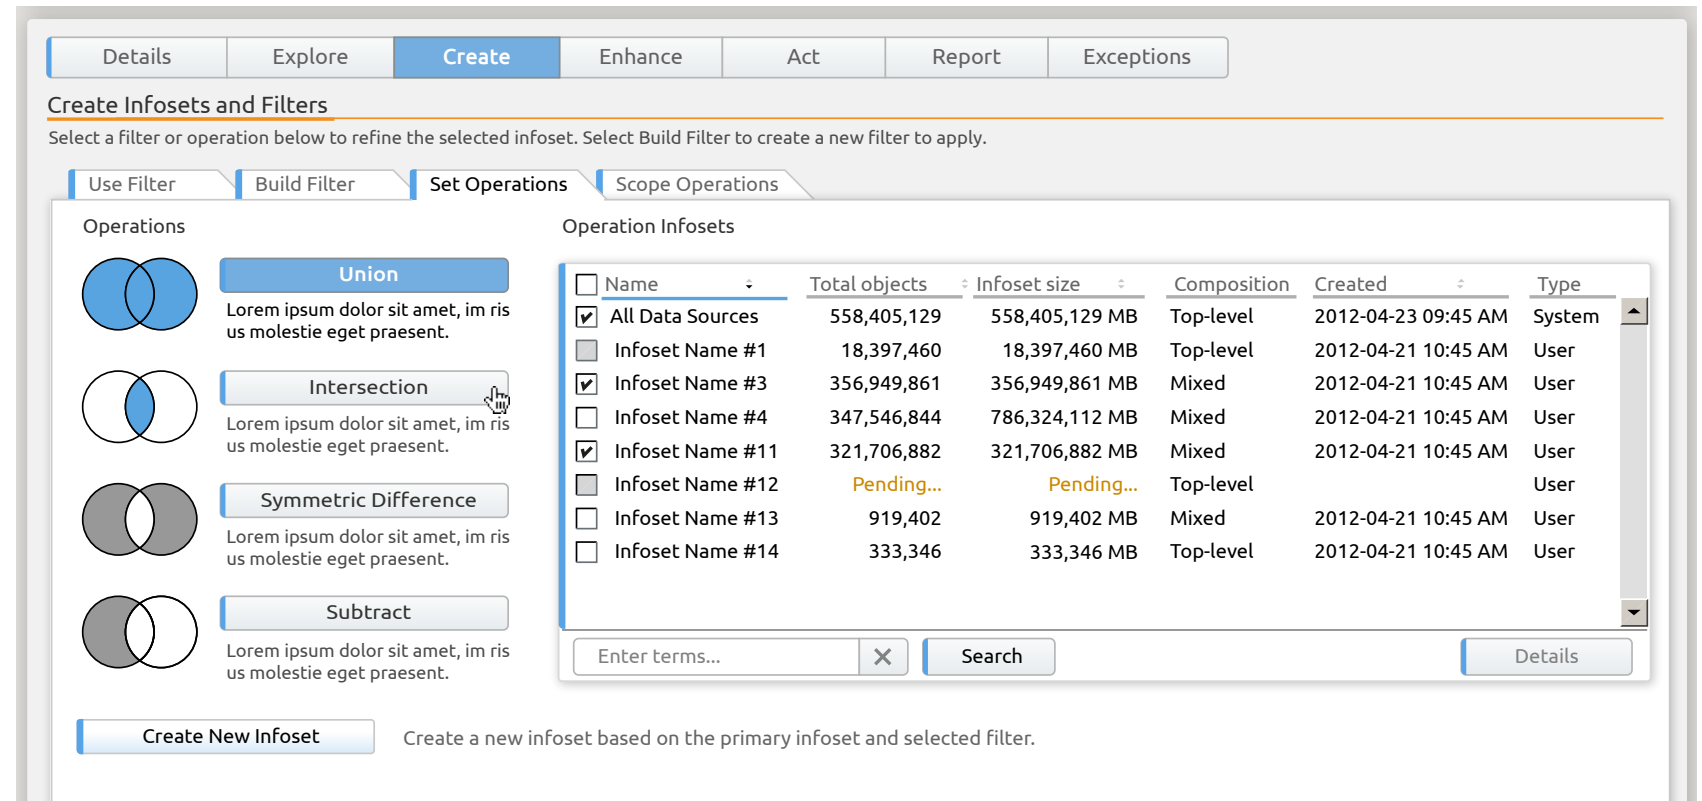 Details Explore Create Enhance Act Report Exceptions
Create Infosets and Filters
Select a filter or operation below to refine the selected infoset. Select Build Filter to create a new filter to apply.
Use Filter Build Filter Set Operations Scope Operations
Operations
Union
Lorem ipsum dolor sit amet, im ris
us molestie eget praesent.
Intersection
Lorem ipsum dolor sit amet, im ris
us molestie eget praesent.
Symmetric Difference
Lorem ipsum dolor sit amet, im ris
us molestie eget praesent.
Subtract
Lorem ipsum dolor sit amet, im ris
us molestie eget praesent.
Operation Infosets
Name Total objects Infoset size Composition Created Type
All Data Sources 558,405,129 558,405,129 MB Top-level 2012-04-23 09:45 AM System
Infoset Name #1 18,397,460 18,397,460 MB Top-level 2012-04-21 10:45 AM User
Infoset Name #3 356,949,861 356,949,861 MB Mixed 2012-04-21 10:45 AM User
Infoset Name #4 347,546,844 786,324,112 MB Mixed 2012-04-21 10:45 AM User
Infoset Name #11 321,706,882 321,706,882 MB Mixed 2012-04-21 10:45 AM User
Infoset Name #12 Pending... Pending... Top-level User
Infoset Name #13 919,402 919,402 MB Mixed 2012-04-21 10:45 AM User
Infoset Name #14 333,346 333,346 MB Top-level 2012-04-21 10:45 AM User
Enter terms... Search Details
Create New Infoset Create a new infoset based on the primary infoset and selected filter.